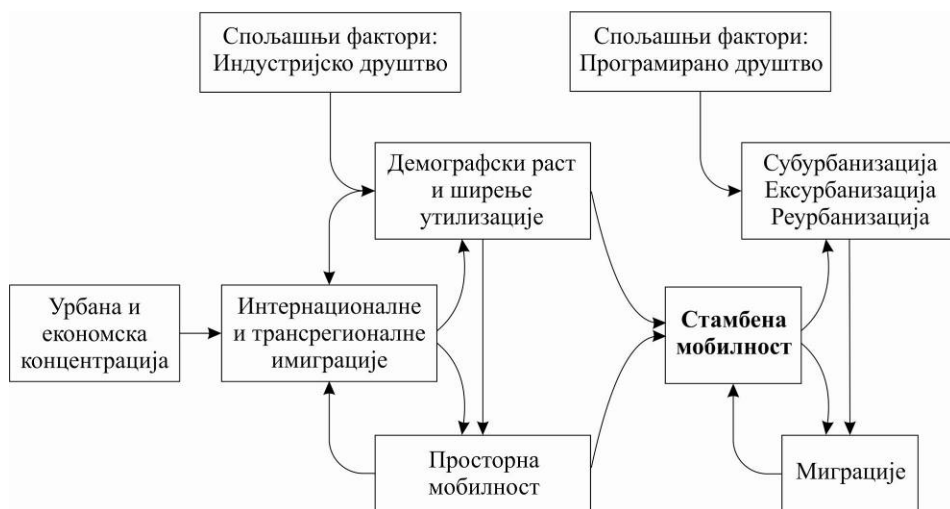 Спољашњи фактори:
Индустријско друштво
Спољашњи фактори:
Програмирано друштво
Демографски раст
и ширење
утилизације
Субурбанизација
Ексурбанизација
Реурбанизација
Урбана и
економска
концентрација
Интернационалне
и трансрегионалне
имиграције
Стамбена
мобилност
Просторна
мобилност
Миграције